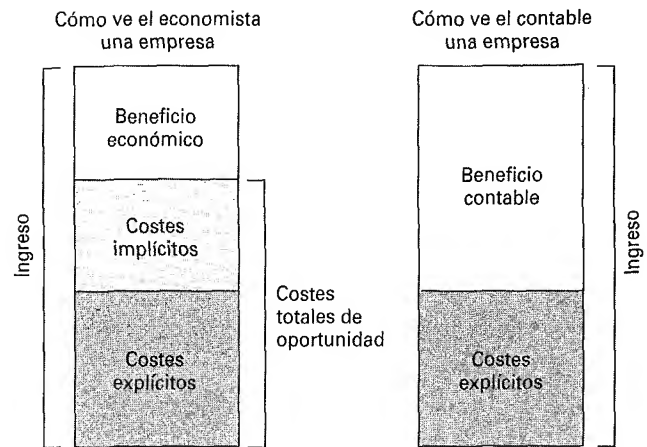 Cómo ve el economista
una empresa
Cómo ve el contable
una empresa
Ingreso
Beneficio
económico
Costes
implícitos
Costes
explícitos
Costes
totales de
oportunidad
Beneficio
contable
Costes
explícitos
Ingreso